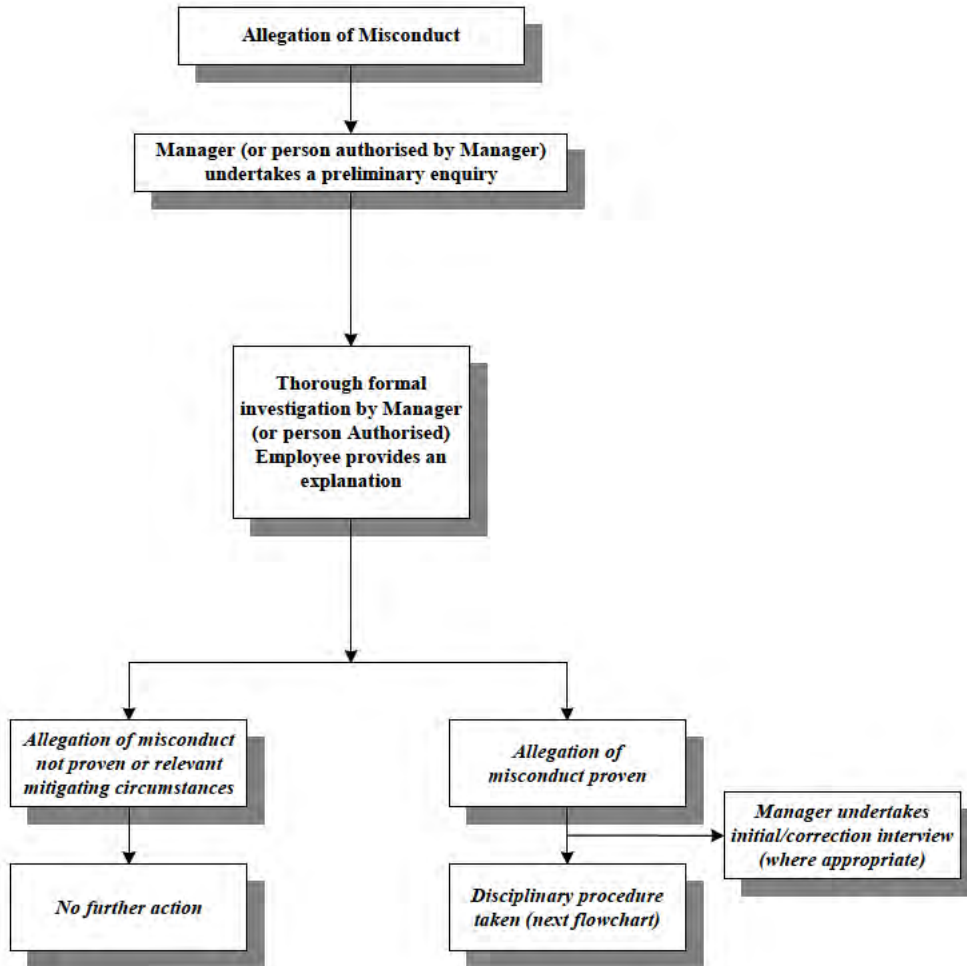 Allegation of Misconduct
Manager (or person authorised by Manager)
undertakes a preliminary enquiry
Thorough formal
investigation by Manager
(or person Authorised)
Employee provides an
explanation
Allegation of misconduct
not proven or relevant
mitigating circumstances
Allegation of
misconduct proven
Manager undertakes
initial/correction interview
(where appropriate)
No further action
Disciplinary procedure
taken (next flowchart)